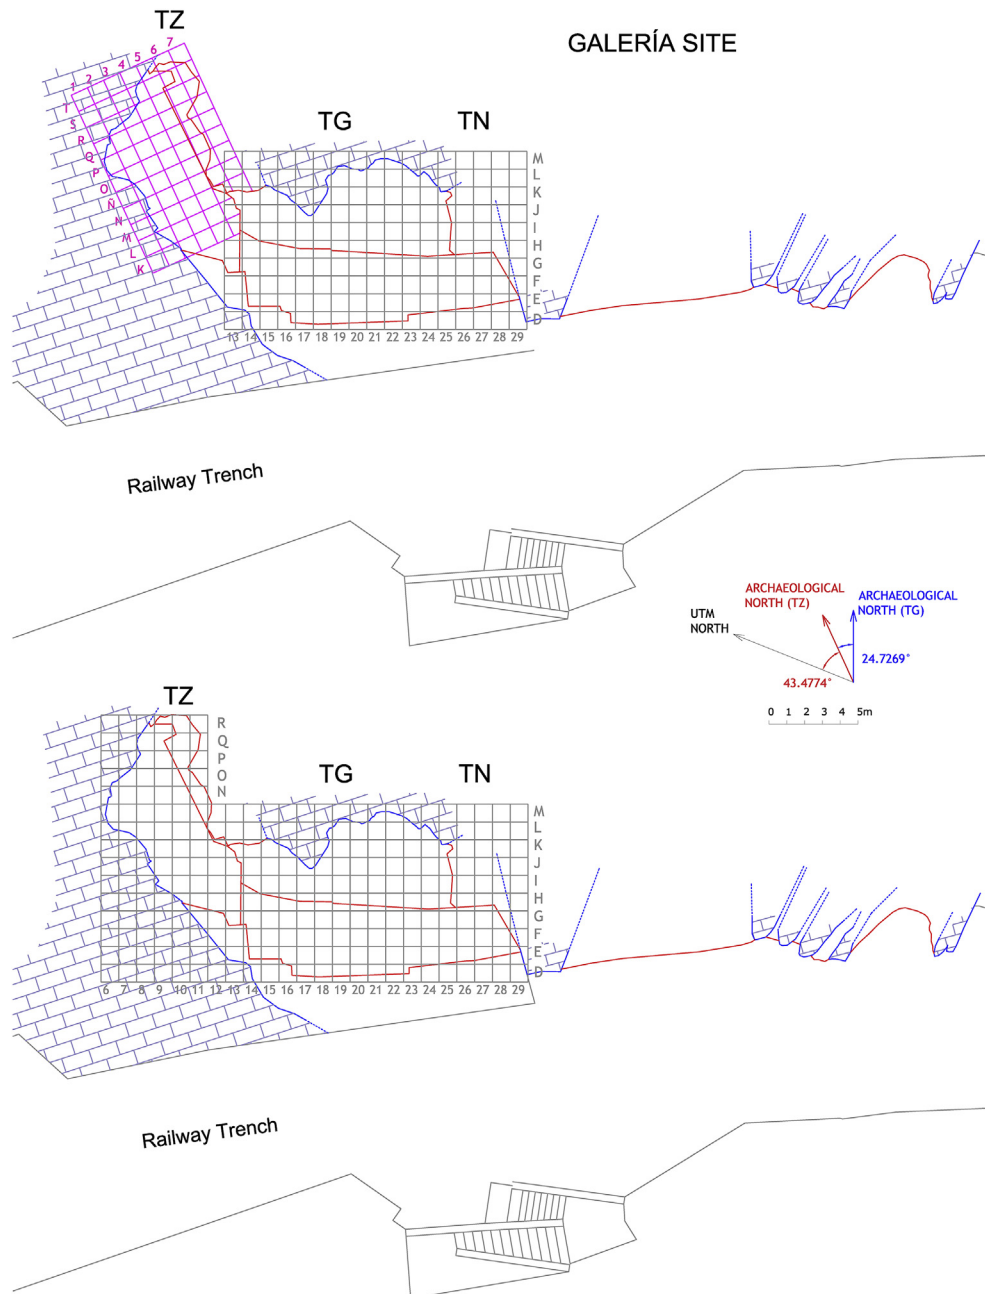 TZ
GALERÍA SITE
1 2 3 4 5 6 7
T
S
R
Q
P
O
Ñ
N
M
L
K
TG
TN
M
L
K
J
I
H
G
F
E
D
13 14 15 16 17 18 19 20 21 22 23 24 25 26 27 28 29
Railway Trench
ARCHAEOLOGICAL
NORTH (TZ)
ARCHAEOLOGICAL
NORTH (TG)
UTM
NORTH
24.7269°
43.4774°
0 1 2 3 4 5m
TZ
R
Q
P
O
N
TG
TN
M
L
K
J
I
H
G
F
E
D
6 7 8 9 10 11 12 13 14 15 16 17 18 19 20 21 22 23 24 25 26 27 28 29
Railway Trench